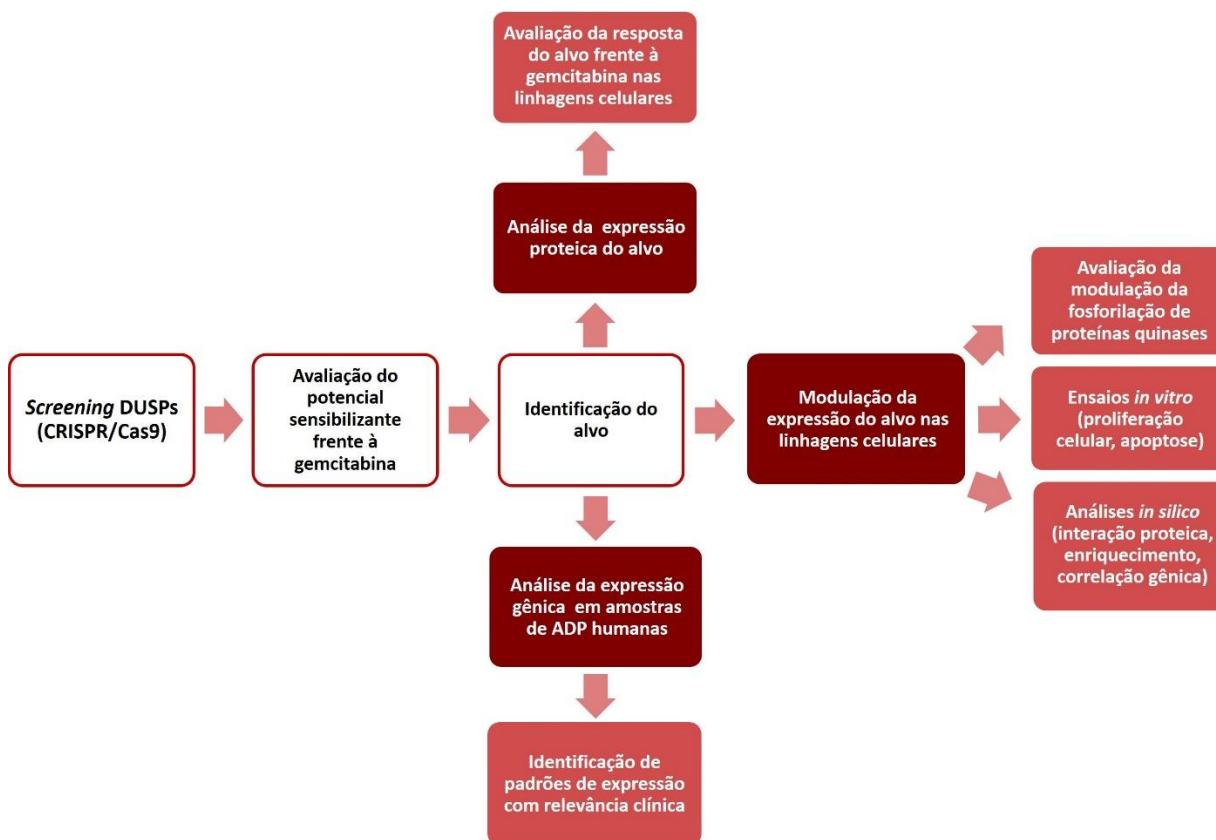 Avaliação da resposta
do alvo frente à
gemcitabina nas
linhagens celulares
Análise da expressão
proteica do alvo
Screening DUSPs
(CRISPR/Cas9)
Avaliação do
potencial
sensibilizante
frente à
gemcitabina
Identificação do
alvo
Modulação da
expressão do alvo nas
linhagens celulares
Avaliação da
modulação da
fosforilação de
proteínas quinases
Ensaios in vitro
(proliferação
celular, apoptose)
Análises in silico
(interação proteica,
enriquecimento,
correlação gênica)
Análise da expressão
gênica em amostras
de ADP humanas
Identificação de
padrões de expressão
com relevância clínica